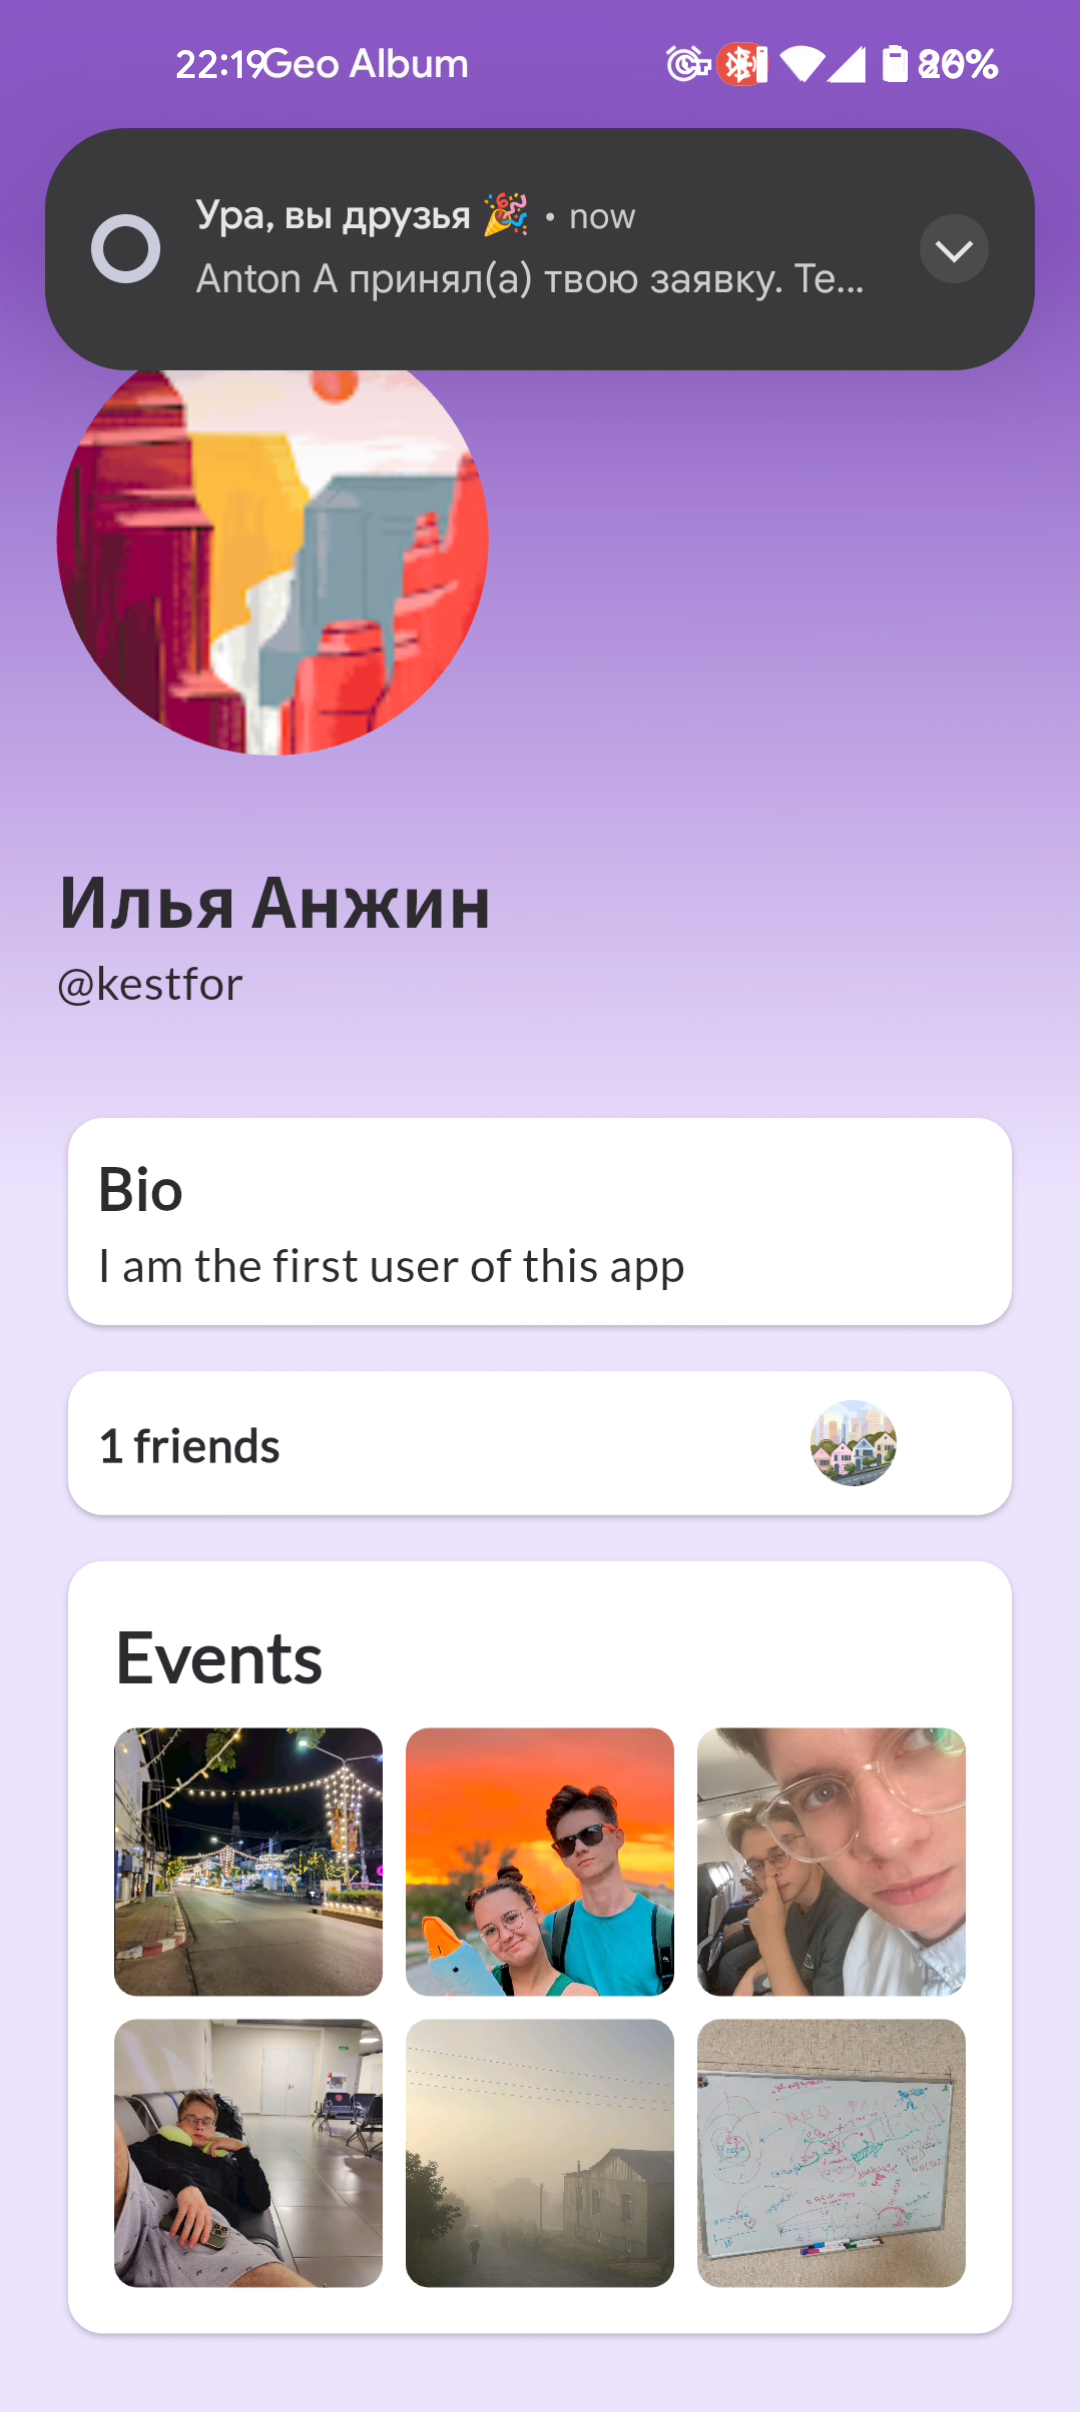 22:19 Geo Album
Ура, вы друзья 🎉 • now
Anton A принял(а) твою заявку. Те...
Илья Анжин
@kestfor
Bio
I am the first user of this app
1 friends
Events